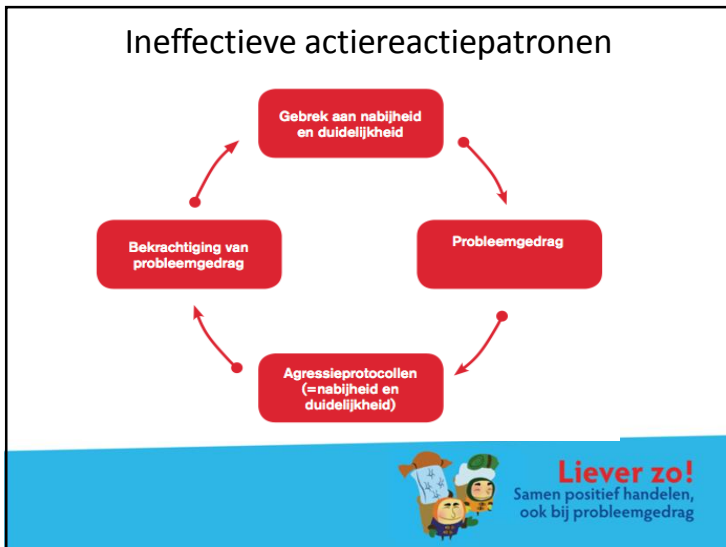 Ineffectieve actiereactiepatronen
Gebrek aan nabijheid
en duidelijkheid
Bekrachtiging van
probleemgedrag
Probleemgedrag
Agressieprotocollen
(=nabijheid en
duidelijkheid)
Liever zo!
Samen positief handelen,
ook bij probleemgedrag